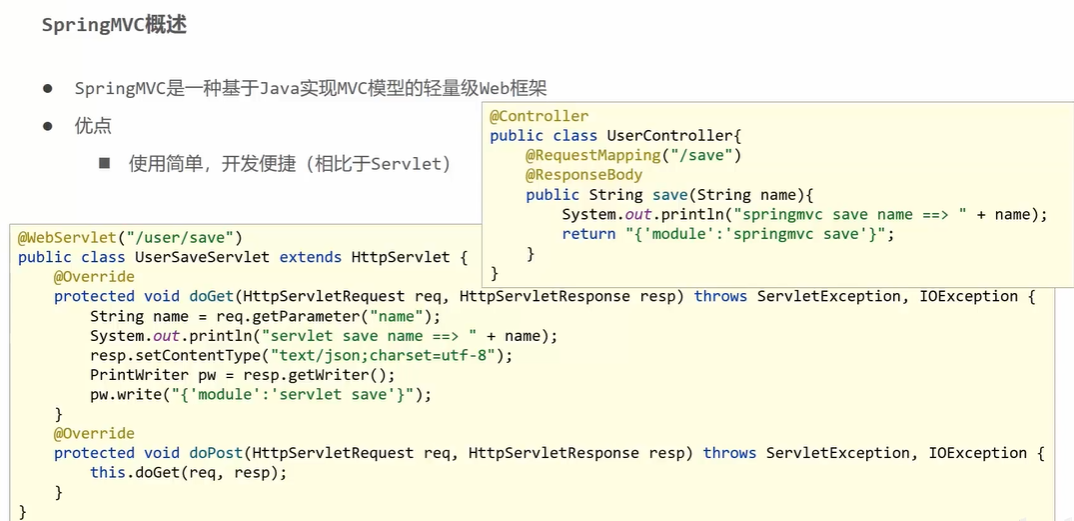 SpringMVC概述
● SpringMVC是一种基于Java实现MVC模型的轻量级Web框架
● 优点
■ 使用简单，开发便捷（相比于Servlet）
@Controller
public class UserController{
    @RequestMapping("/save")
    @ResponseBody
    public String save(String name){
        System.out.println("springmvc save name ==> " + name);
        return "{'module':'springmvc save'}";
    }
}
@WebServlet("/user/save")
public class UserSaveServlet extends HttpServlet {
    @Override
    protected void doGet(HttpServletRequest req, HttpServletResponse resp) throws ServletException, IOException {
        String name = req.getParameter("name");
        System.out.println("servlet save name ==> " + name);
        resp.setContentType("text/json;charset=utf-8");
        PrintWriter pw = resp.getWriter();
        pw.write("{'module':'servlet save'}");
    }
    @Override
    protected void doPost(HttpServletRequest req, HttpServletResponse resp) throws ServletException, IOException {
        this.doGet(req, resp);
    }
}